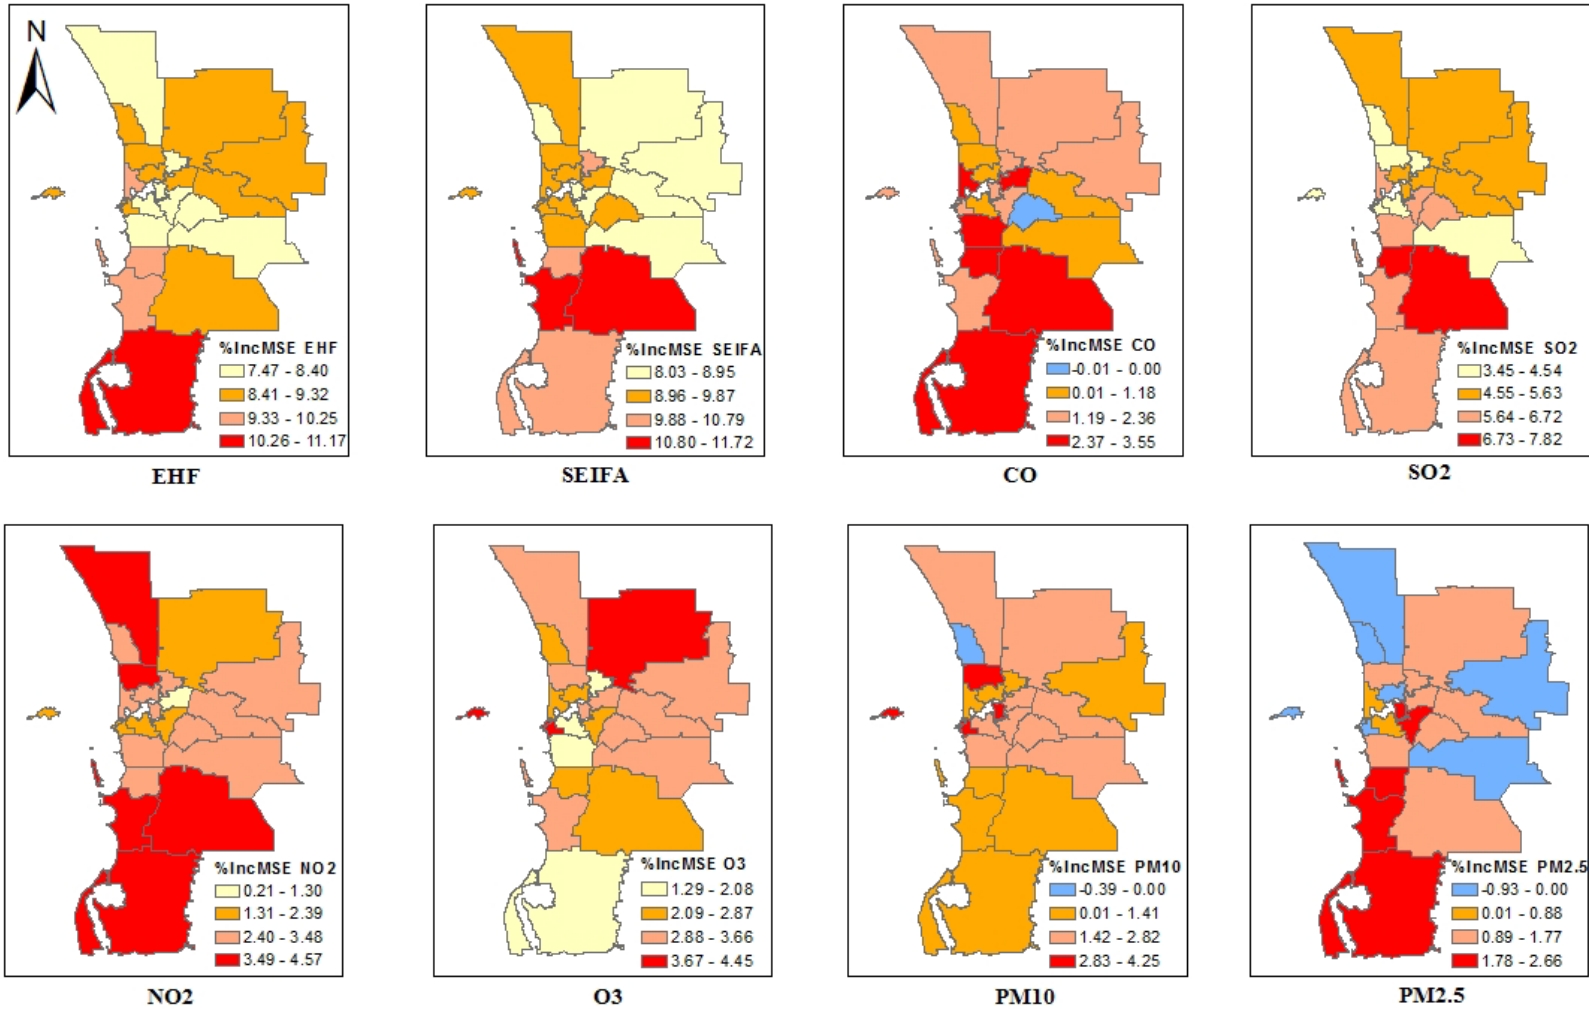 N
%IncMSE EHF
7.47 - 8.40
8.41 - 9.32
9.33 - 10.25
10.26 - 11.17
EHF
%IncMSE SEIFA
8.03 - 8.95
8.96 - 9.87
9.88 - 10.79
10.80 - 11.72
SEIFA
%IncMSE CO
-0.01 - 0.00
0.01 - 1.18
1.19 - 2.36
2.37 - 3.55
CO
%IncMSE SO2
3.45 - 4.54
4.55 - 5.63
5.64 - 6.72
6.73 - 7.82
SO2
%IncMSE NO2
0.21 - 1.30
1.31 - 2.39
2.40 - 3.48
3.49 - 4.57
NO2
%IncMSE O3
1.29 - 2.08
2.09 - 2.87
2.88 - 3.66
3.67 - 4.45
O3
%IncMSE PM10
-0.39 - 0.00
0.01 - 1.41
1.42 - 2.82
2.83 - 4.25
PM10
%IncMSE PM2.5
-0.93 - 0.00
0.01 - 0.88
0.89 - 1.77
1.78 - 2.66
PM2.5